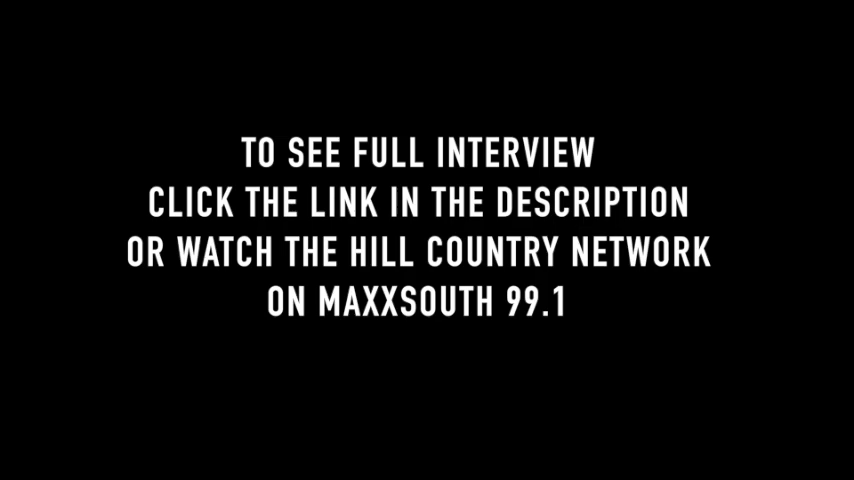 TO SEE FULL INTERVIEW
CLICK THE LINK IN THE DESCRIPTION
OR WATCH THE HILL COUNTRY NETWORK
ON MAXXSOUTH 99.1